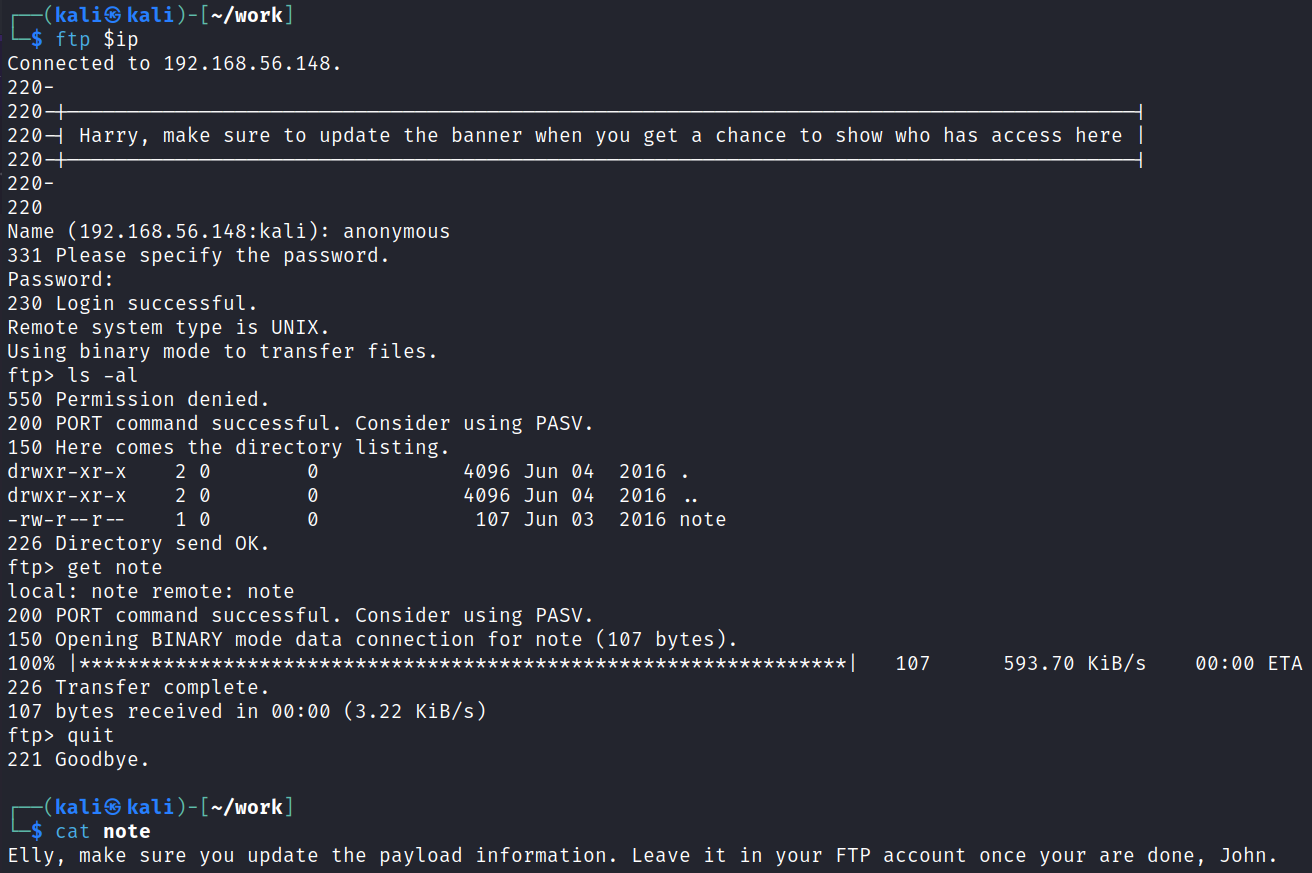 ┌──(kali㉿kali)-[~/work]
└─$ ftp $ip
Connected to 192.168.56.148.
220-
220-|-----------------------------------------------------------------------------------------|
220-| Harry, make sure to update the banner when you get a chance to show who has access here |
220-|-----------------------------------------------------------------------------------------|
220-
220
Name (192.168.56.148:kali): anonymous
331 Please specify the password.
Password:
230 Login successful.
Remote system type is UNIX.
Using binary mode to transfer files.
ftp> ls -al
550 Permission denied.
200 PORT command successful. Consider using PASV.
150 Here comes the directory listing.
drwxr-xr-x    2 0        0            4096 Jun 04  2016 .
drwxr-xr-x    2 0        0            4096 Jun 04  2016 ..
-rw-r--r--    1 0        0             107 Jun 03  2016 note
226 Directory send OK.
ftp> get note
local: note remote: note
200 PORT command successful. Consider using PASV.
150 Opening BINARY mode data connection for note (107 bytes).
100% |****************************************************************|   107      593.70 KiB/s    00:00 ETA
226 Transfer complete.
107 bytes received in 00:00 (3.22 KiB/s)
ftp> quit
221 Goodbye.
┌──(kali㉿kali)-[~/work]
└─$ cat note
Elly, make sure you update the payload information. Leave it in your FTP account once your are done, John.